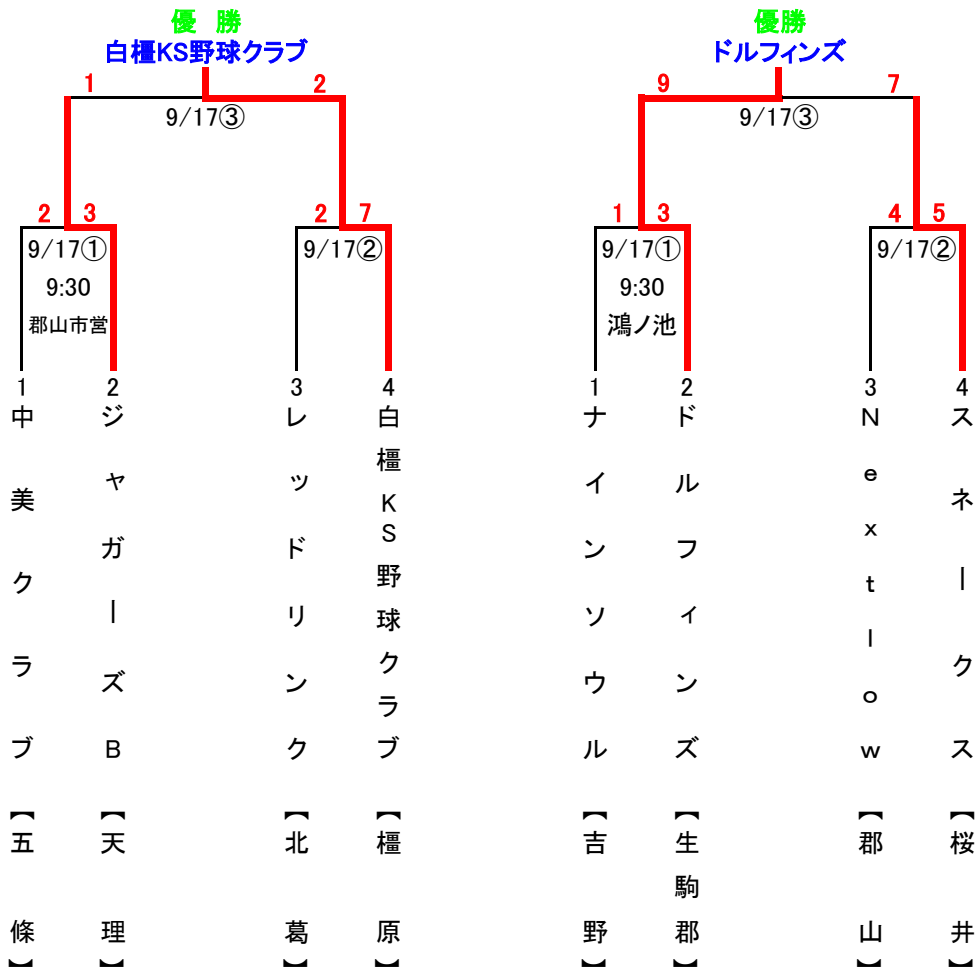 優 勝
白橿KS野球クラブ
1
2
9/17③
2
3
9/17①
9:30
郡山市営
2
7
9/17②
1
中美クラブ【五條】
2
ジャガーズB【天理】
3
レッドリンク【北葛】
4
白橿KS野球クラブ【橿原】
優勝
ドルフィンズ
9
7
9/17③
1
3
9/17①
9:30
鴻ノ池
4
5
9/17②
1
ナインソウル【吉野】
2
ドルフィンズ【生駒郡】
3
Nextlow【郡山】
4
スネークス【桜井】